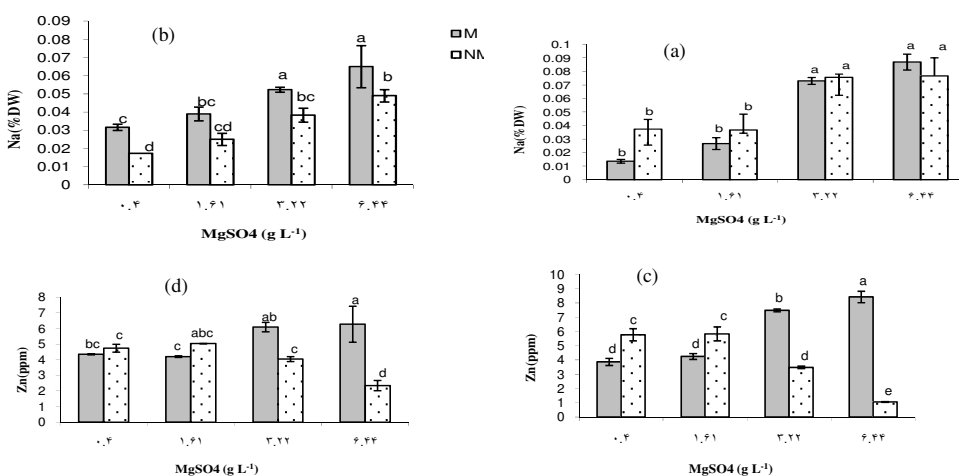 (b)
M
NM
0.09
0.08
0.07
0.06
0.05
0.04
0.03
0.02
0.01
0
Na(%DW)
c
d
bc
cd
a
bc
a
b
۰.۴ ۱.۶۱ ۳.۲۲ ۶.۴۴
MgSO4 (g L-1)
(a)
0.1
0.09
0.08
0.07
0.06
0.05
0.04
0.03
0.02
0.01
0
Na(%DW)
b
b
b
b
a
a
a
a
۰.۴ ۱.۶۱ ۳.۲۲ ۶.۴۴
MgSO4 (g L-1)
(d)
8
7
6
5
4
3
2
1
0
Zn(ppm)
bc
c
c
abc
ab
c
a
d
۰.۴ ۱.۶۱ ۳.۲۲ ۶.۴۴
MgSO4 (g L-1)
(c)
10
9
8
7
6
5
4
3
2
1
0
Zn(ppm)
d
c
d
c
b
d
a
e
۰.۴ ۱.۶۱ ۳.۲۲ ۶.۴۴
MgSO4 (g L-1)